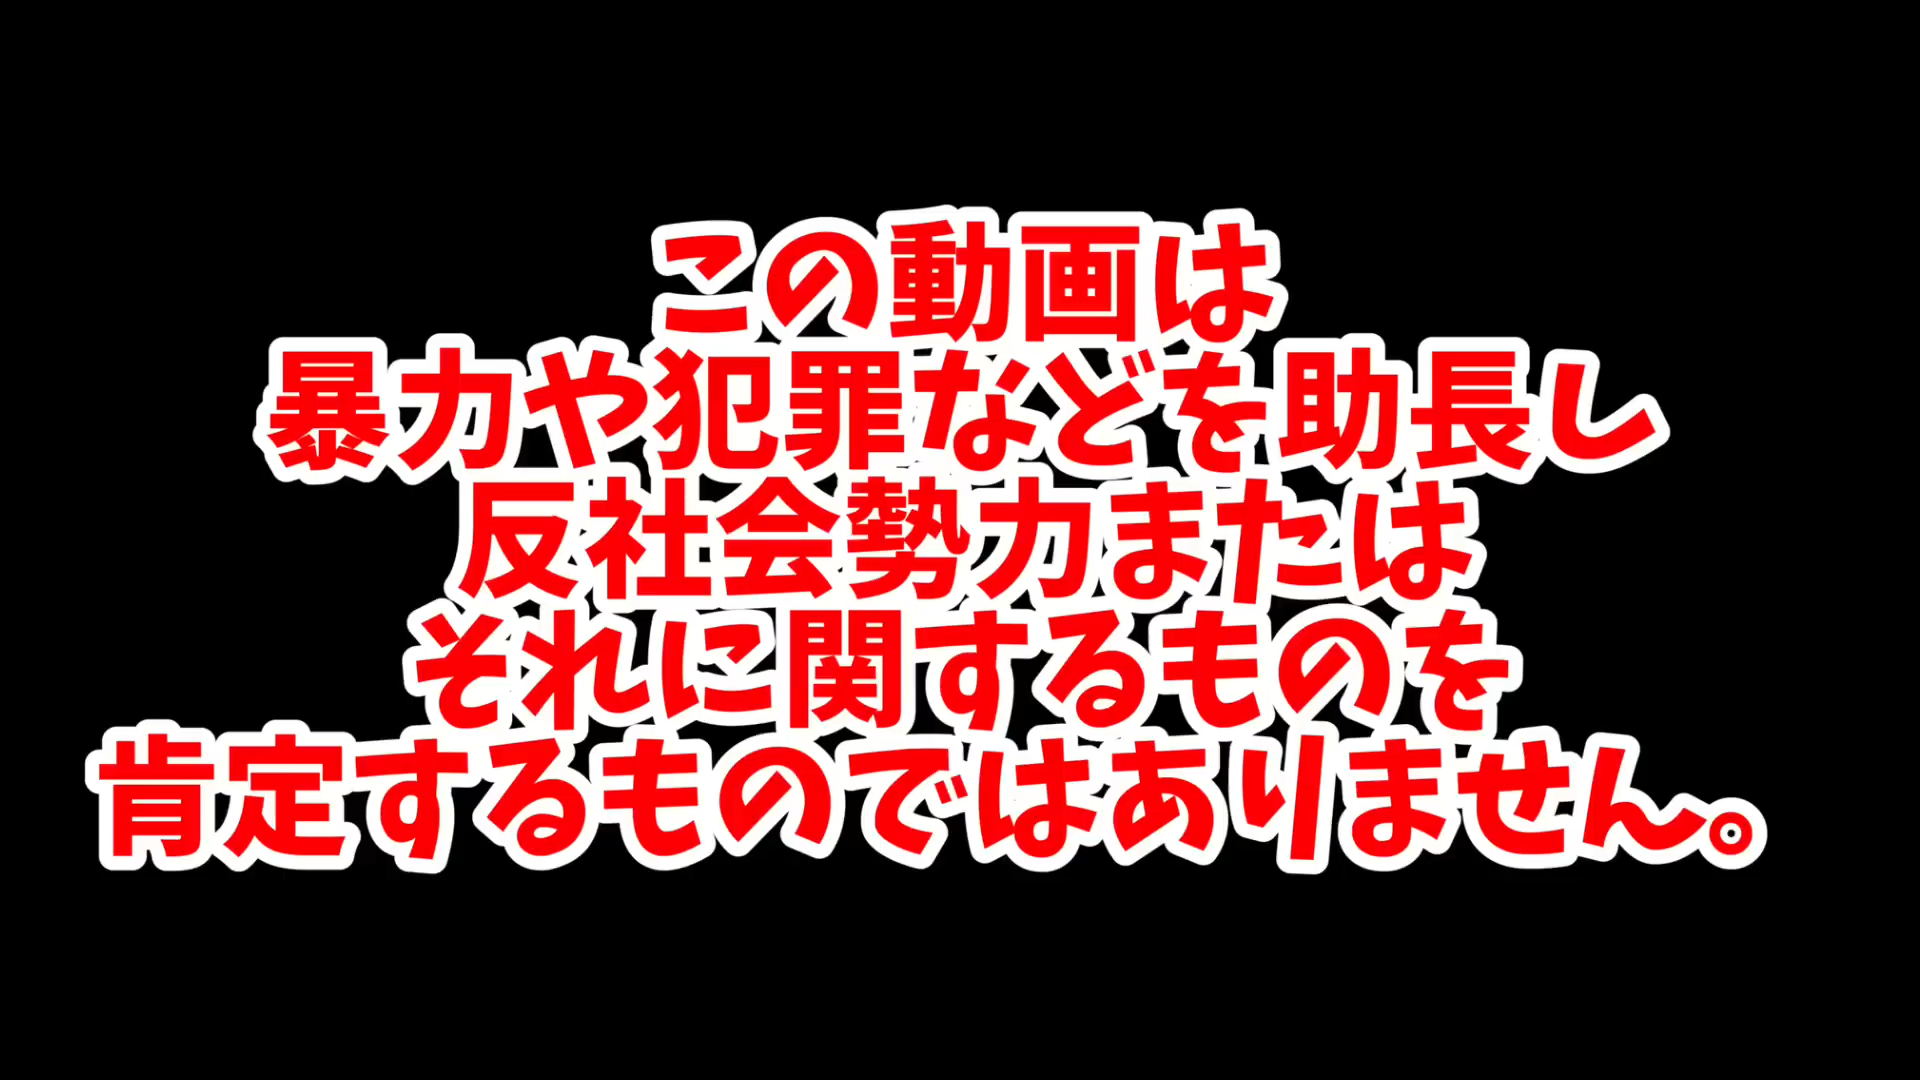 この動画は
暴力や犯罪などを助長し
反社会勢力または
それに関するものを
肯定するものではありません。